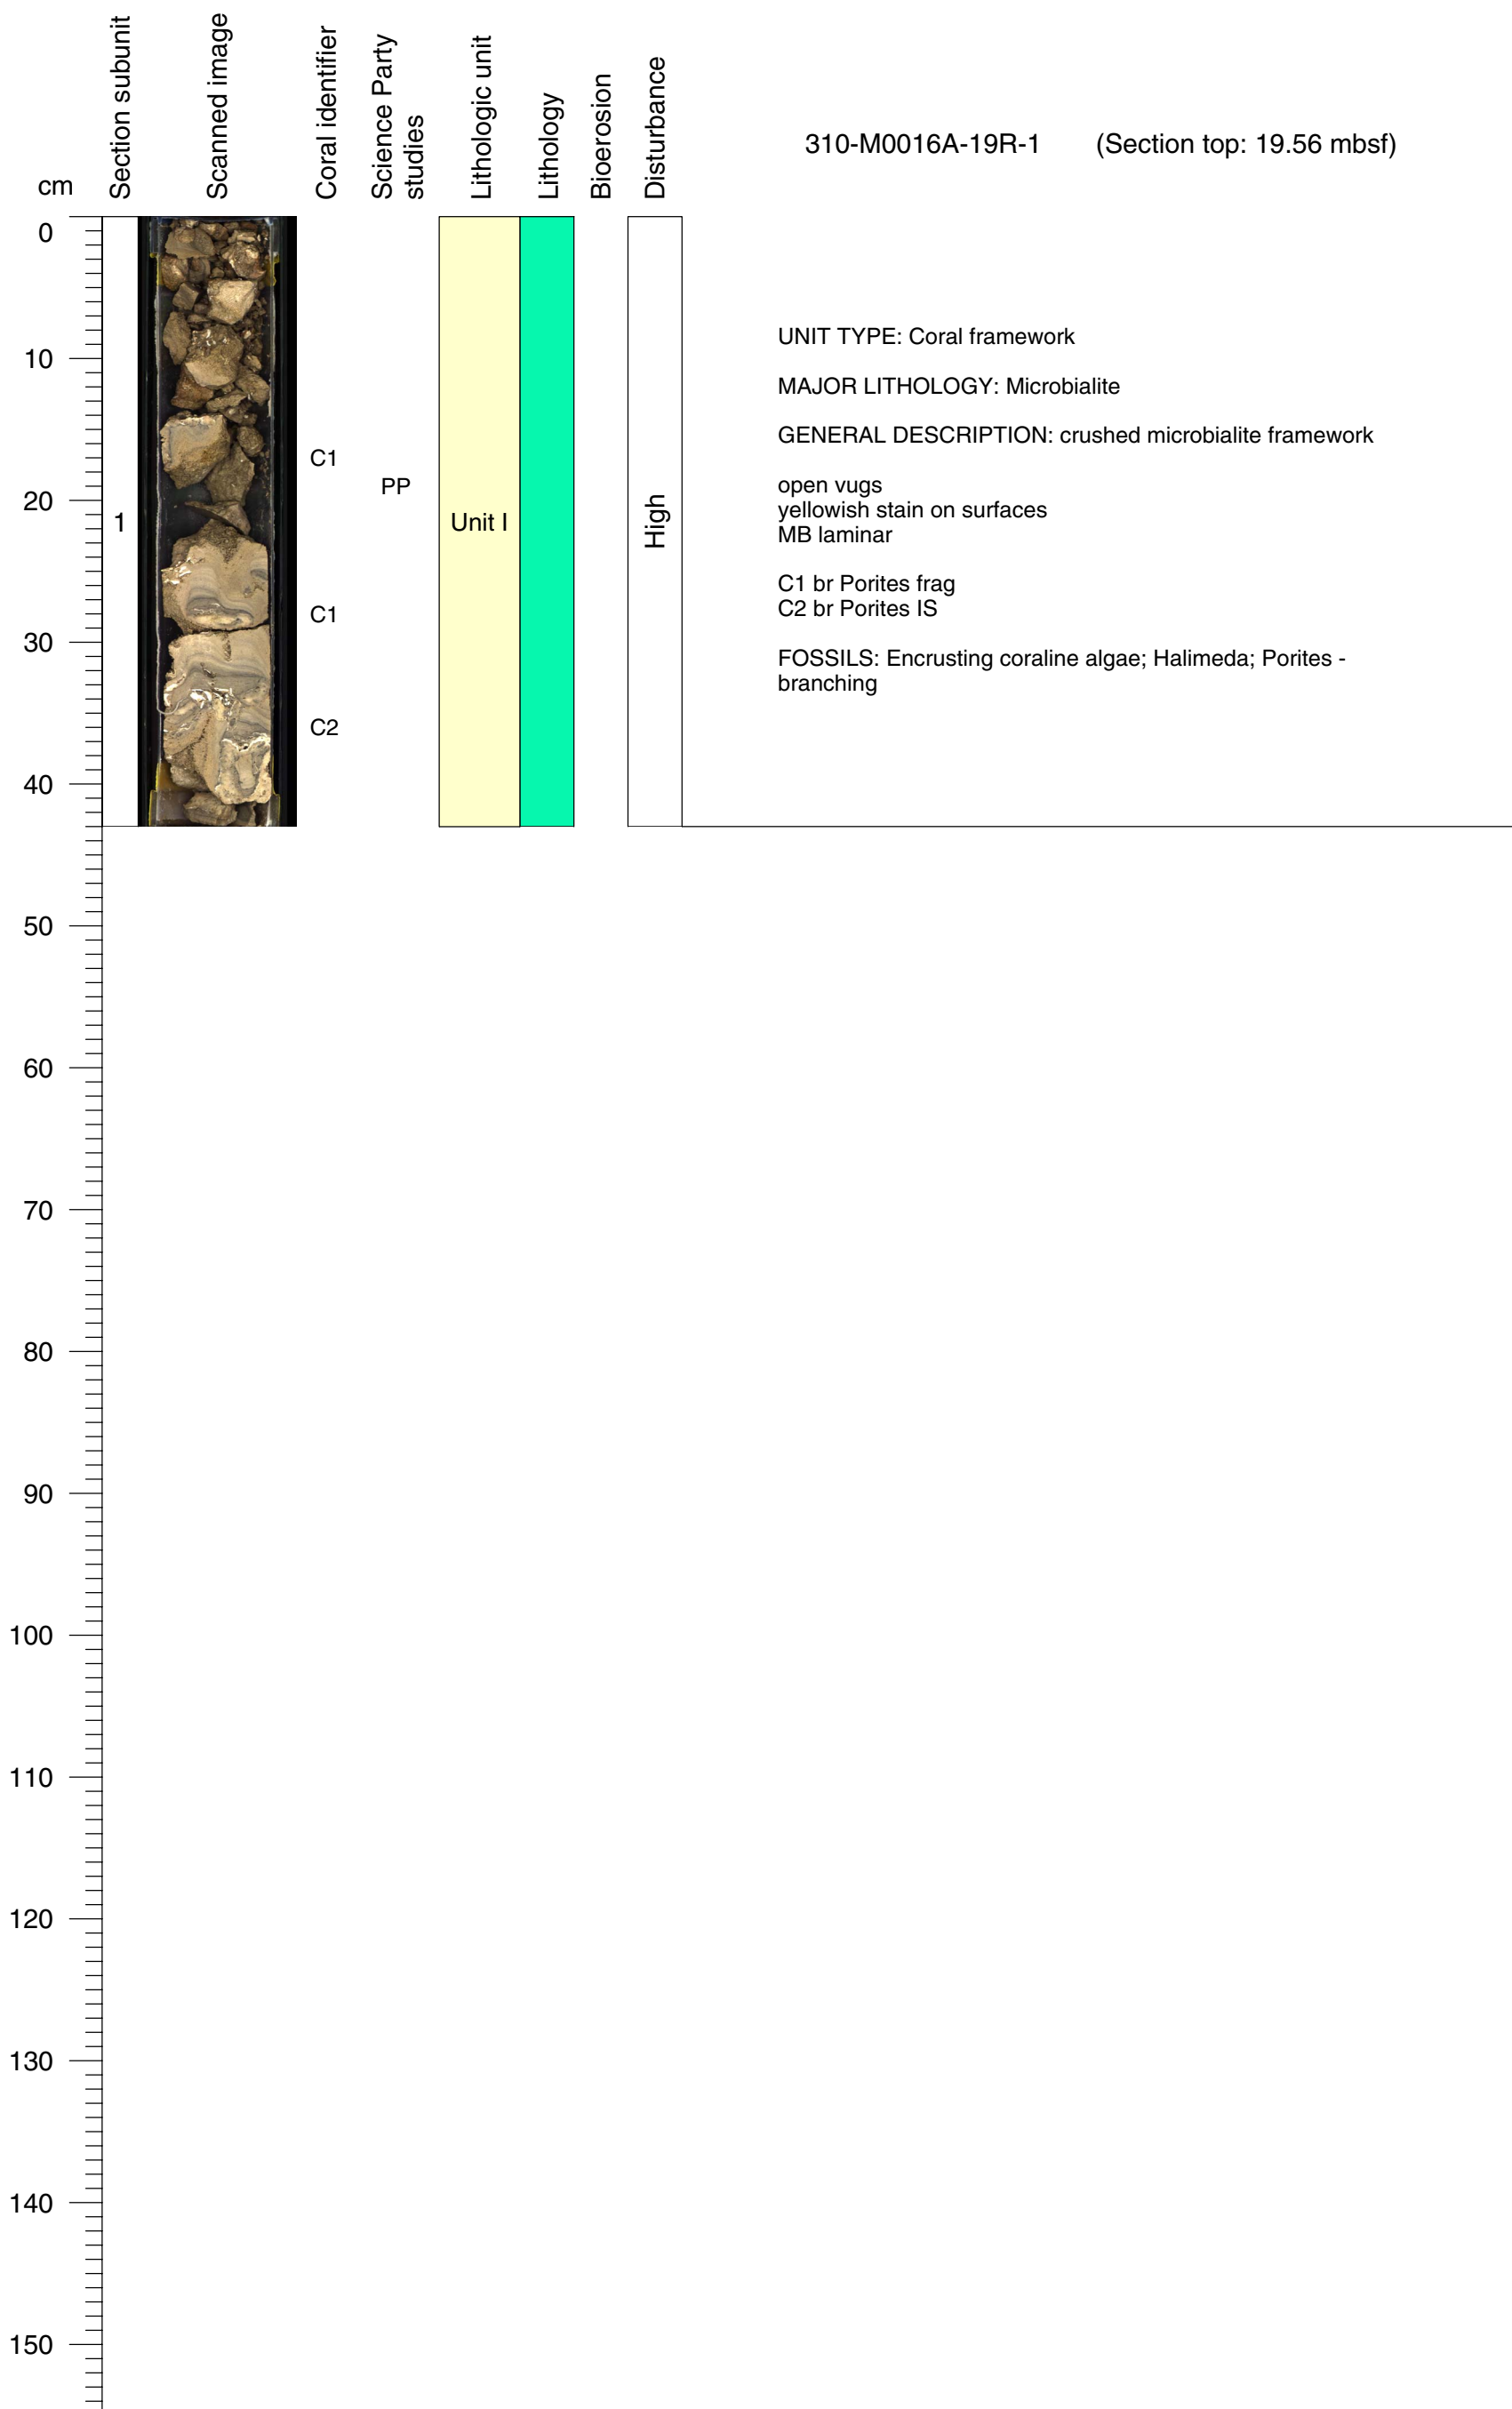 cm
Section subunit
Scanned image
Coral identifier
Science Party
studies
Lithologic unit
Lithology
Bioerosion
Disturbance
310-M0016A-19R-1 (Section top: 19.56 mbsf)
0
10
20
30
40
50
60
70
80
90
100
110
120
130
140
150
1
C1
C1
C2
PP
Unit I
High
UNIT TYPE: Coral framework
MAJOR LITHOLOGY: Microbialite
GENERAL DESCRIPTION: crushed microbialite framework
open vugs
yellowish stain on surfaces
MB laminar
C1 br Porites frag
C2 br Porites IS
FOSSILS: Encrusting coraline algae; Halimeda; Porites -
branching